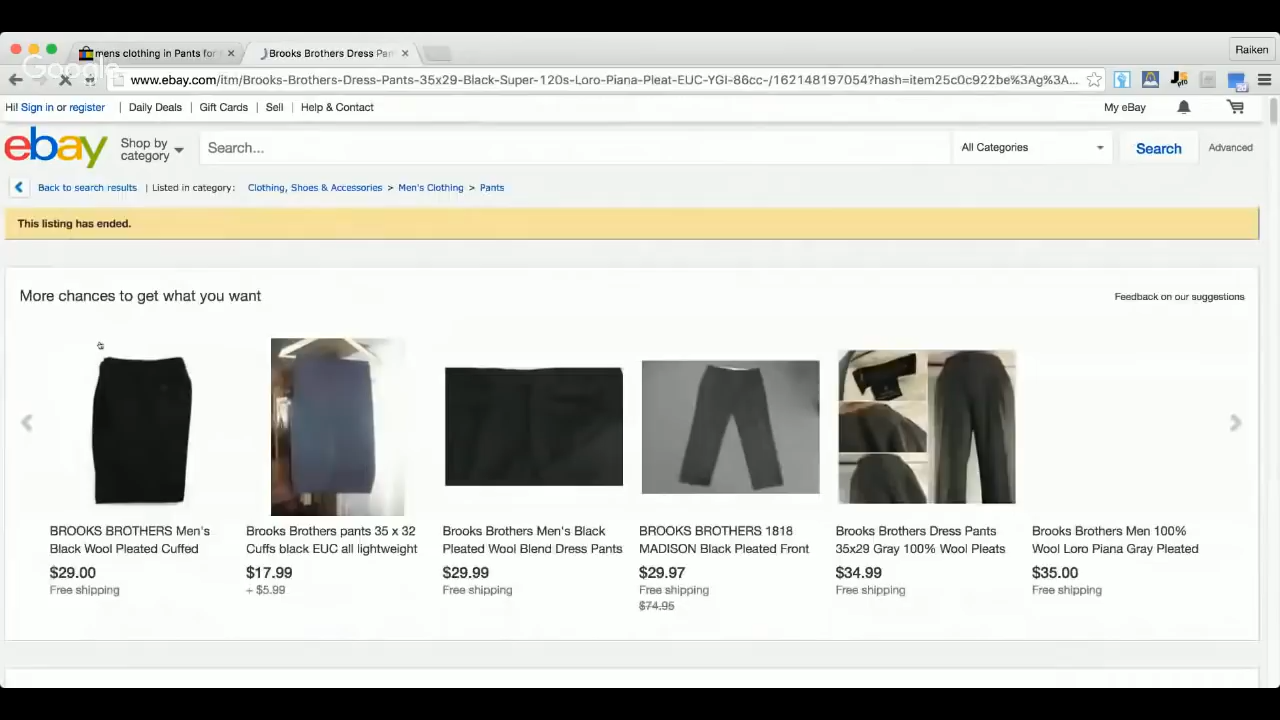 mens clothing in Pants for
Brooks Brothers Dress Pan
Raiken
Google
www.ebay.com/itm/Brooks-Brothers-Dress-Pants-35x29-Black-Super-120s-Loro-Piana-Pleat-EUC-YGI-86cc-/162148197054?hash=item25c0c922be%3Ag%3A...
Hi! Sign in or register | Daily Deals | Gift Cards | Sell | Help & Contact My eBay
ebay Shop by category Search... All Categories Search Advanced
Back to search results | Listed in category: Clothing, Shoes & Accessories > Men's Clothing > Pants
This listing has ended.
More chances to get what you want Feedback on our suggestions
BROOKS BROTHERS Men's
Black Wool Pleated Cuffed
$29.00
Free shipping
Brooks Brothers pants 35 x 32
Cuffs black EUC all lightweight
$17.99
+ $5.99
Brooks Brothers Men's Black
Pleated Wool Blend Dress Pants
$29.99
Free shipping
BROOKS BROTHERS 1818
MADISON Black Pleated Front
$29.97
Free shipping
$74.95
Brooks Brothers Dress Pants
35x29 Gray 100% Wool Pleats
$34.99
Free shipping
Brooks Brothers Men 100%
Wool Loro Piana Gray Pleated
$35.00
Free shipping